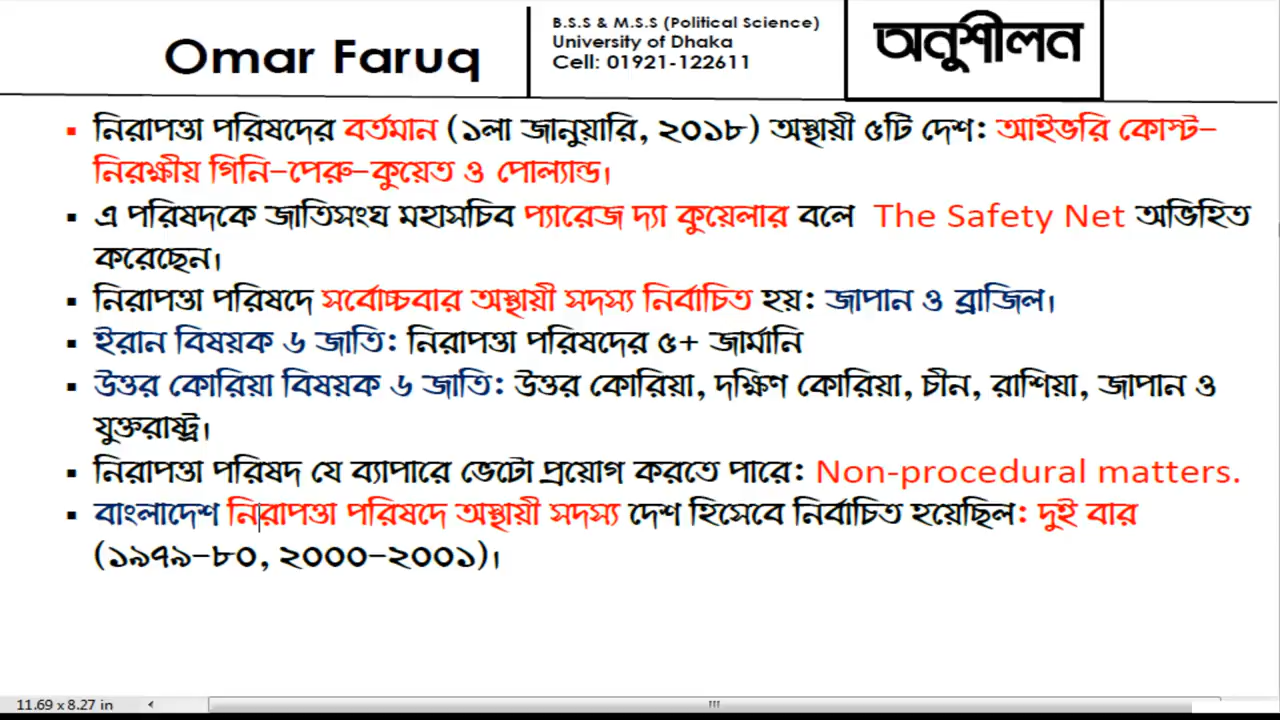 Omar Faruq
B.S.S & M.S.S (Political Science)
University of Dhaka
Cell: 01921-122611
অনুশীলন
▪ নিরাপত্তা পরিষদের বর্তমান (১লা জানুয়ারি, ২০১৮) অস্থায়ী ৫টি দেশ: আইভরি কোস্ট-
নিরক্ষীয় গিনি-পেরু-কুয়েত ও পোল্যান্ড।
▪ এ পরিষদকে জাতিসংঘ মহাসচিব প্যারেজ দ্যা কুয়েলার বলে The Safety Net অভিহিত
করেছেন।
▪ নিরাপত্তা পরিষদে সর্বোচ্চবার অস্থায়ী সদস্য নির্বাচিত হয়: জাপান ও ব্রাজিল।
▪ ইরান বিষয়ক ৬ জাতি: নিরাপত্তা পরিষদের ৫+ জার্মানি
▪ উত্তর কোরিয়া বিষয়ক ৬ জাতি: উত্তর কোরিয়া, দক্ষিণ কোরিয়া, চীন, রাশিয়া, জাপান ও
যুক্তরাষ্ট্র।
▪ নিরাপত্তা পরিষদ যে ব্যাপারে ভেটো প্রয়োগ করতে পারে: Non-procedural matters.
▪ বাংলাদেশ নিরাপত্তা পরিষদে অস্থায়ী সদস্য দেশ হিসেবে নির্বাচিত হয়েছিল: দুই বার
(১৯৭৯-৮০, ২০০০-২০০১)।
11.69 x 8.27 in